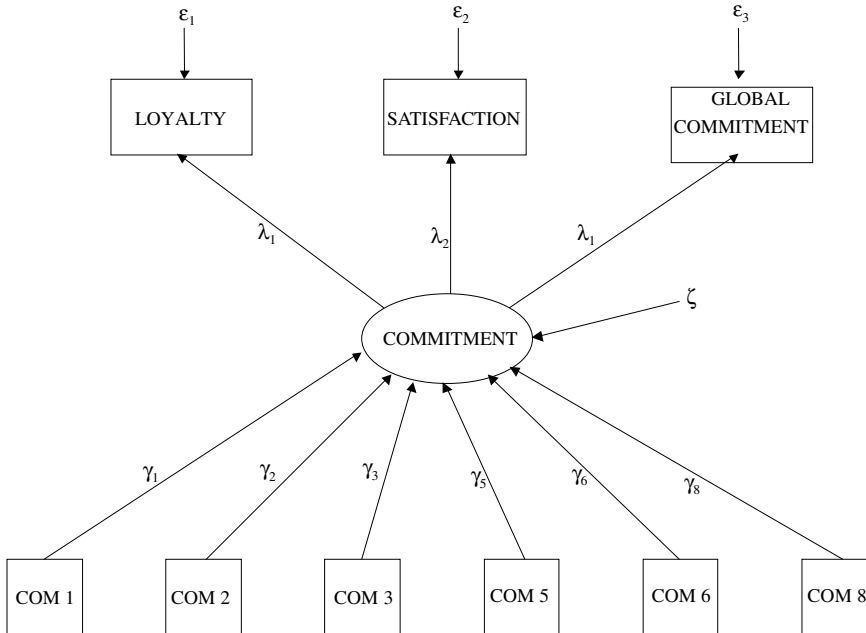 ε1
ε2
ε3
LOYALTY
SATISFACTION
GLOBAL
COMMITMENT
λ1
λ2
λ1
ζ
COMMITMENT
γ1
γ2
γ3
γ5
γ6
γ8
COM 1
COM 2
COM 3
COM 5
COM 6
COM 8